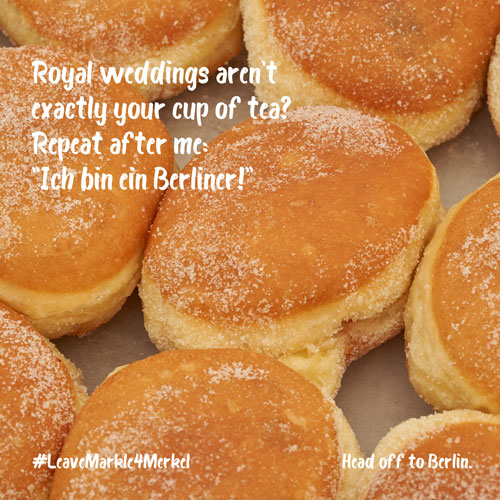 Royal weddings aren't
exactly your cup of tea?
Repeat after me:
"Ich bin ein Berliner!"
#LeaveMarkle4Merkel
Head off to Berlin.